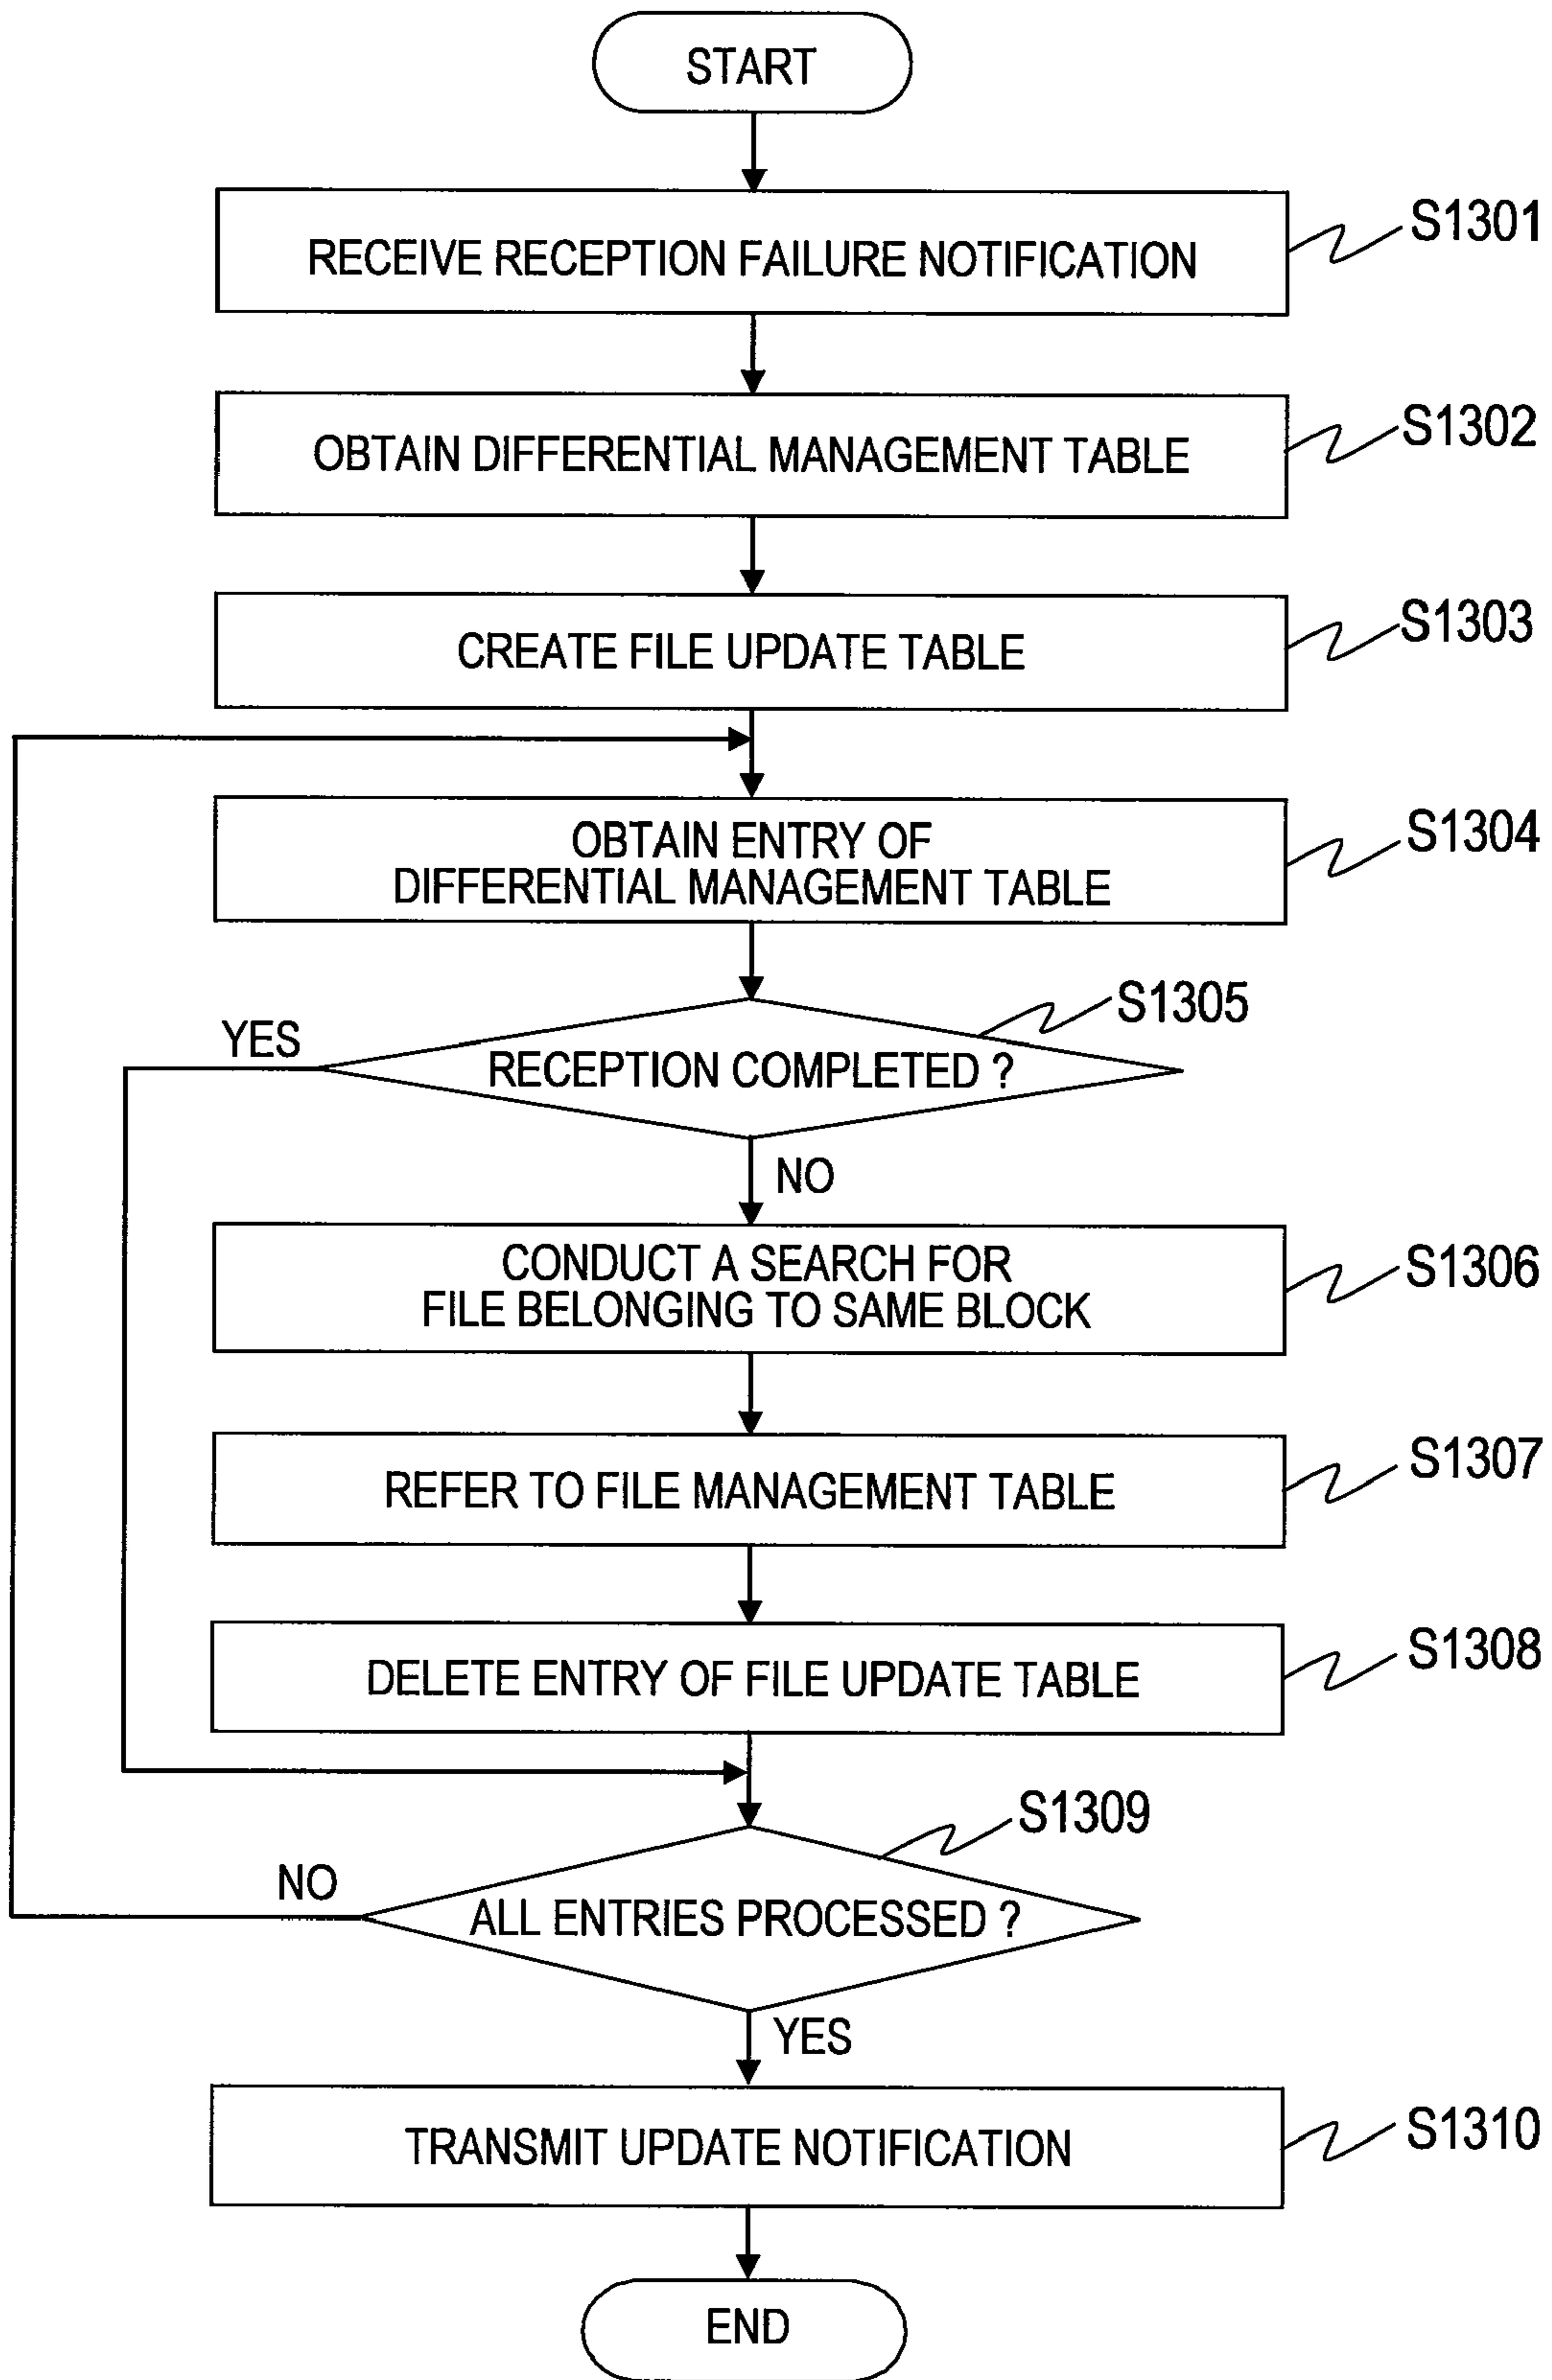 START
RECEIVE RECEPTION FAILURE NOTIFICATION
S1301
OBTAIN DIFFERENTIAL MANAGEMENT TABLE
S1302
CREATE FILE UPDATE TABLE
S1303
OBTAIN ENTRY OF
DIFFERENTIAL MANAGEMENT TABLE
S1304
S1305
YES
RECEPTION COMPLETED ?
NO
CONDUCT A SEARCH FOR
FILE BELONGING TO SAME BLOCK
S1306
REFER TO FILE MANAGEMENT TABLE
S1307
DELETE ENTRY OF FILE UPDATE TABLE
S1308
S1309
NO
ALL ENTRIES PROCESSED ?
YES
TRANSMIT UPDATE NOTIFICATION
S1310
END